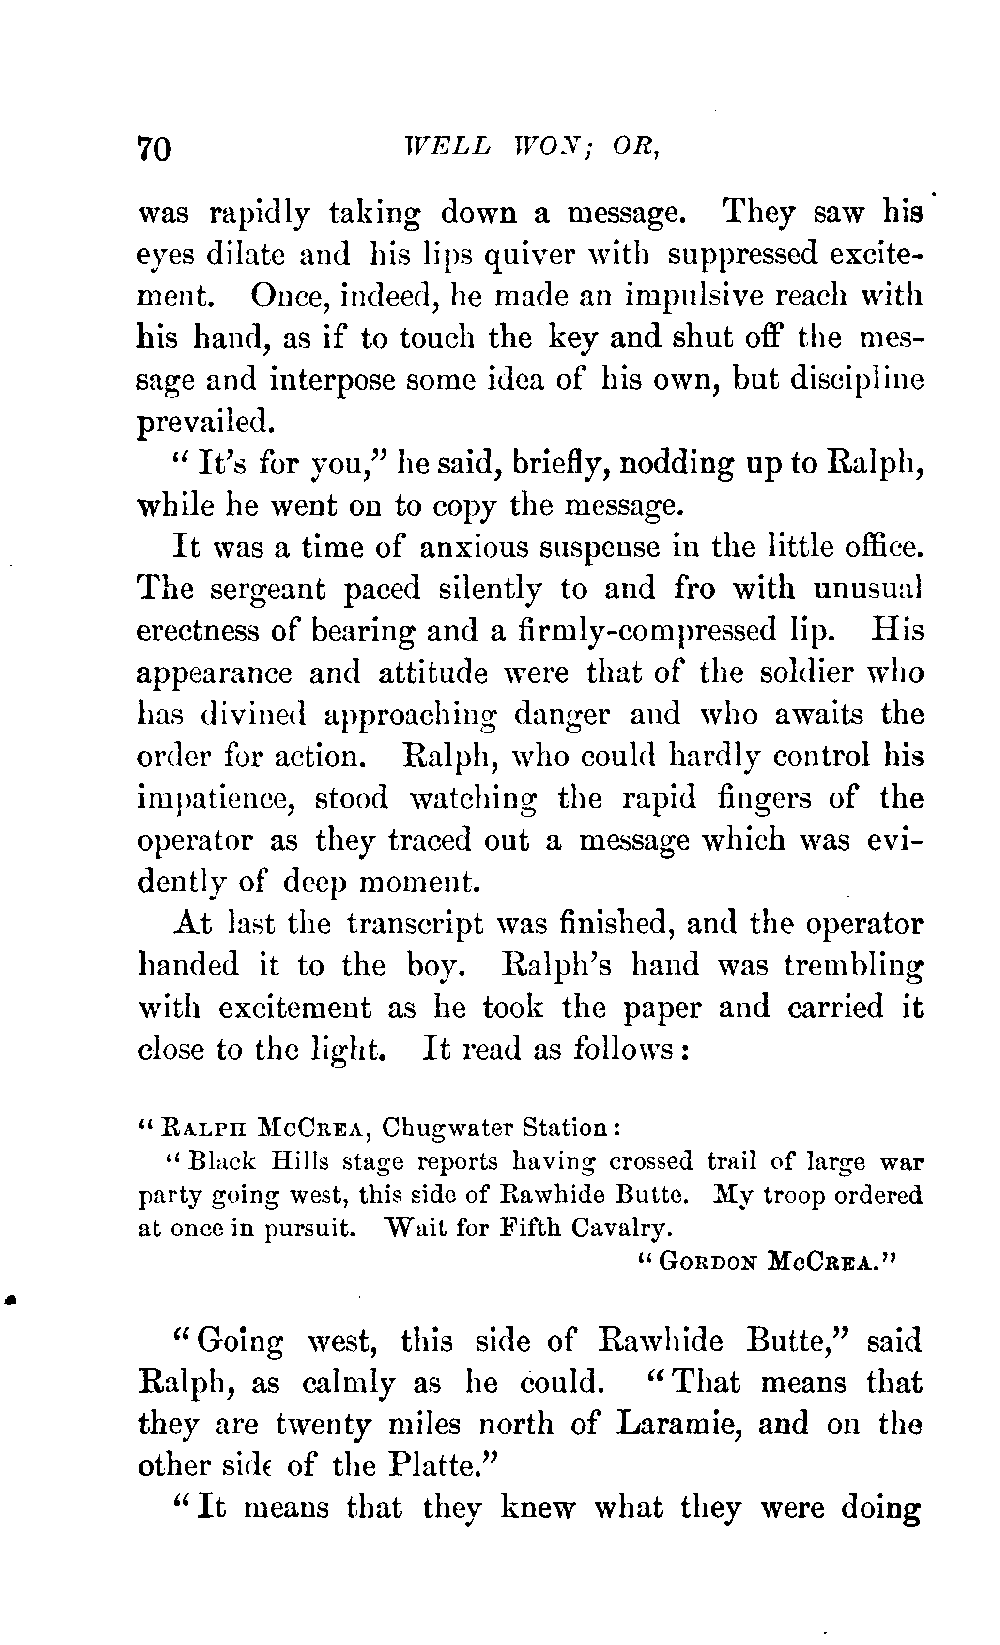 70 WELL WON; OR,
was rapidly taking down a message. They saw his
eyes dilate and his lips quiver with suppressed excite-
ment. Once, indeed, he made an impulsive reach with
his hand, as if to touch the key and shut off the mes-
sage and interpose some idea of his own, but discipline
prevailed.
“It’s for you,” he said, briefly, nodding up to Ralph,
while he went on to copy the message.
It was a time of anxious suspense in the little office.
The sergeant paced silently to and fro with unusual
erectness of bearing and a firmly-compressed lip. His
appearance and attitude were that of the soldier who
has divined approaching danger and who awaits the
order for action. Ralph, who could hardly control his
impatience, stood watching the rapid fingers of the
operator as they traced out a message which was evi-
dently of deep moment.
At last the transcript was finished, and the operator
handed it to the boy. Ralph’s hand was trembling
with excitement as he took the paper and carried it
close to the light. It read as follows:
“RALPH MCCREA, Chugwater Station:
“Black Hills stage reports having crossed trail of large war
party going west, this side of Rawhide Butte. My troop ordered
at once in pursuit. Wait for Fifth Cavalry.
“GORDON MCCREA.”
“Going west, this side of Rawhide Butte,” said
Ralph, as calmly as he could. “That means that
they are twenty miles north of Laramie, and on the
other side of the Platte.”
“It means that they knew what they were doing